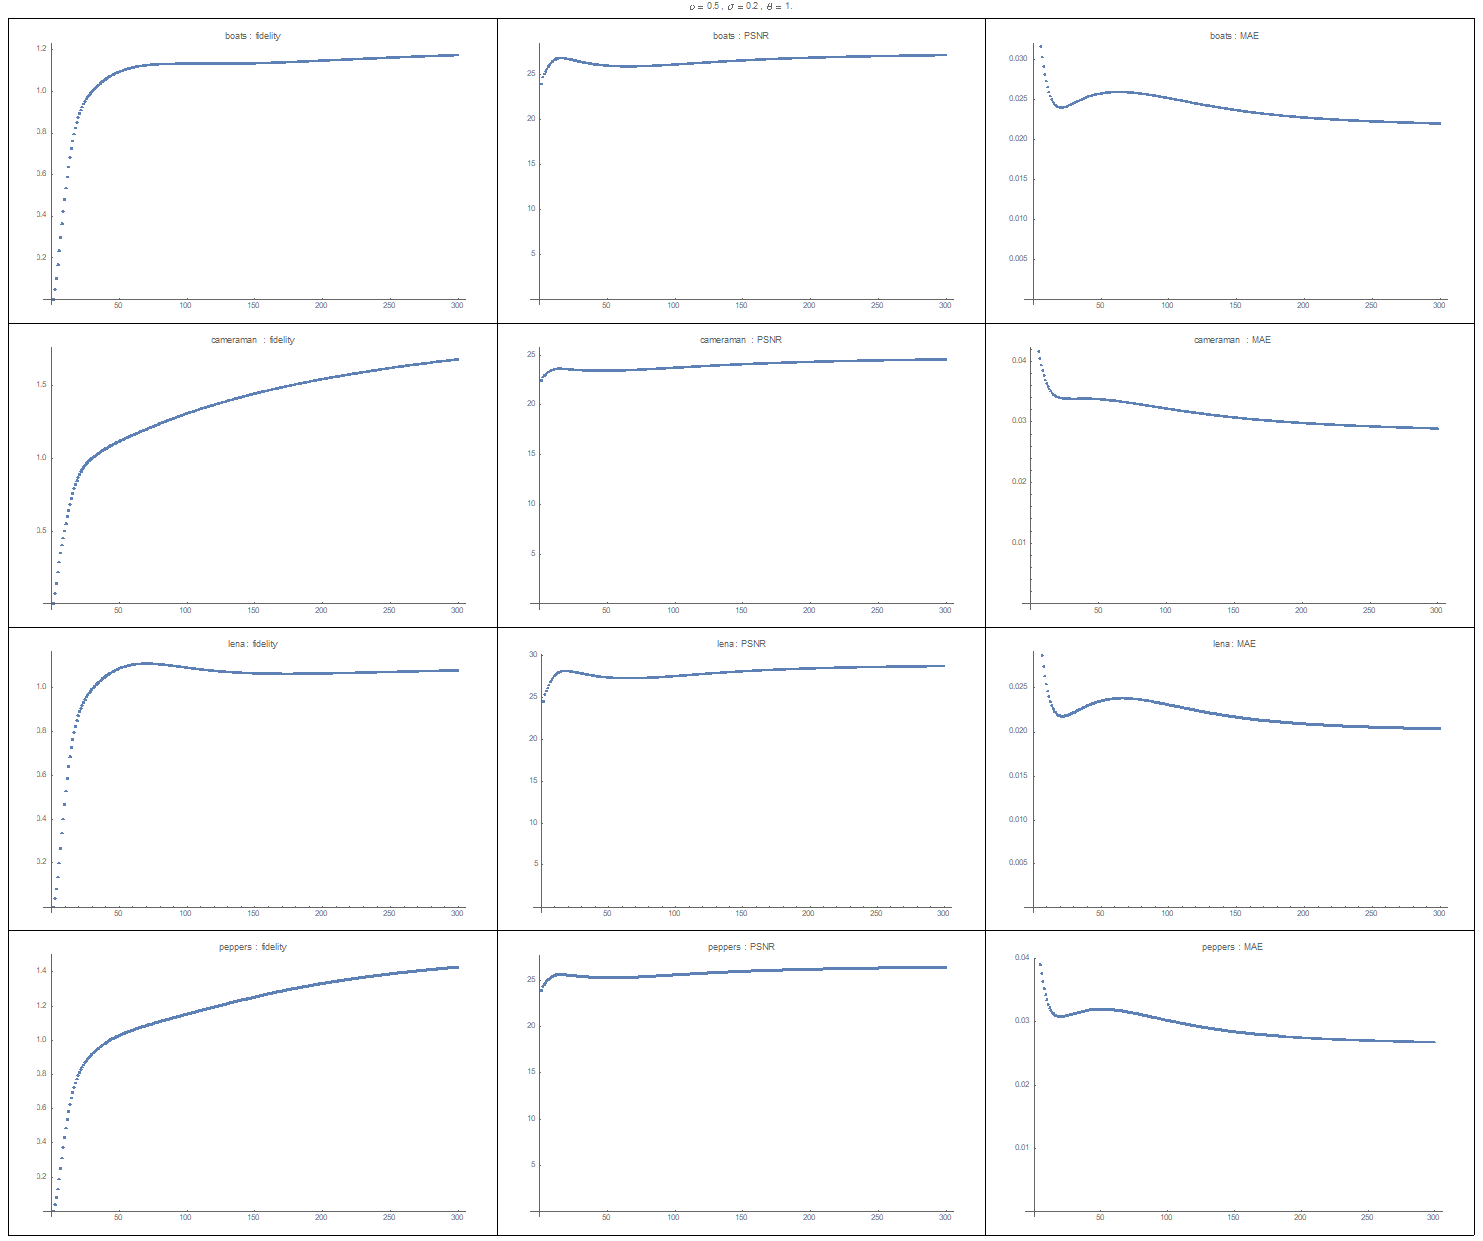 ρ = 0.5 , σ = 0.2 , θ = 1.
boats : fidelity
boats : PSNR
boats : MAE
1.2
1.0
0.8
0.6
0.4
0.2
50 100 150 200 250 300
25
20
15
10
5
50 100 150 200 250 300
0.030
0.025
0.020
0.015
0.010
0.005
50 100 150 200 250 300
cameraman : fidelity
cameraman : PSNR
cameraman : MAE
1.5
1.0
0.5
50 100 150 200 250 300
25
20
15
10
5
50 100 150 200 250 300
0.04
0.03
0.02
0.01
50 100 150 200 250 300
lena : fidelity
lena : PSNR
lena : MAE
1.0
0.8
0.6
0.4
0.2
50 100 150 200 250 300
30
25
20
15
10
5
50 100 150 200 250 300
0.025
0.020
0.015
0.010
0.005
50 100 150 200 250 300
peppers : fidelity
peppers : PSNR
peppers : MAE
1.4
1.2
1.0
0.8
0.6
0.4
0.2
50 100 150 200 250 300
25
20
15
10
5
50 100 150 200 250 300
0.04
0.03
0.02
0.01
50 100 150 200 250 300